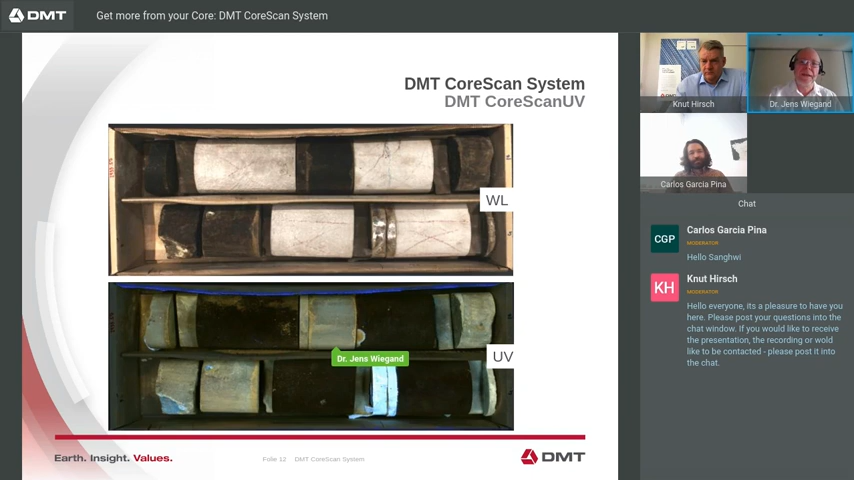 DMT
Get more from your Core: DMT CoreScan System
DMT CoreScan System
DMT CoreScanUV
WL
UV
Dr. Jens Wiegand
Earth. Insight. Values.
Folie 12 DMT CoreScan System
DMT
Knut Hirsch
Dr. Jens Wiegand
Carlos Garcia Pina
Chat
CGP
Carlos Garcia Pina
MODERATOR
Hello Sanghwi
KH
Knut Hirsch
MODERATOR
Hello everyone, its a pleasure to have you
here. Please post your questions into the
chat window. If you would like to receive
the presentation, the recording or wold
like to be contacted - please post it into
the chat.